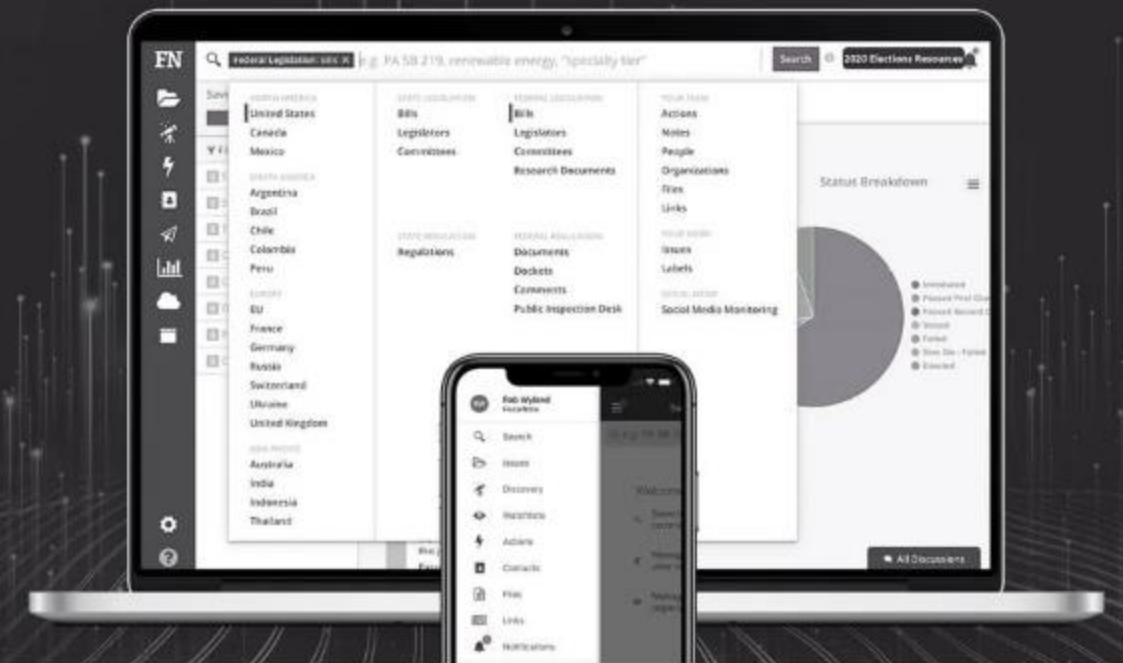 FN
Federal Legislation: bills X
e.g. PA SB 219, renewable energy, "specialty tier"
Search
2020 Elections Resources
NORTH AMERICA
United States
Canada
Mexico
SOUTH AMERICA
Argentina
Brazil
Chile
Colombia
Peru
EUROPE
EU
France
Germany
Russia
Switzerland
Ukraine
United Kingdom
ASIA PACIFIC
Australia
India
Indonesia
Thailand
STATE LEGISLATION
Bills
Legislators
Committees
STATE REGULATION
Regulations
FEDERAL LEGISLATION
Bills
Legislators
Committees
Research Documents
FEDERAL REGULATION
Documents
Dockets
Comments
Public Inspection Desk
YOUR TEAM
Actions
Notes
People
Organizations
Files
Links
YOUR WORK
Issues
Labels
SOCIAL MEDIA
Social Media Monitoring
Status Breakdown
Introduced
Passed First
Passed Second
Vetoed
Failed
Sine Die - Failed
Enacted
All Discussions
Rob Wyland
FiscalNote
Search
Issues
Discovery
Watchlists
Actions
Contacts
Files
Links
Notifications
Welcome